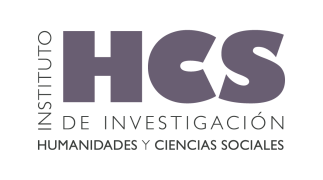 INSTITUTO
HCS
DE INVESTIGACIÓN
HUMANIDADES Y CIENCIAS SOCIALES